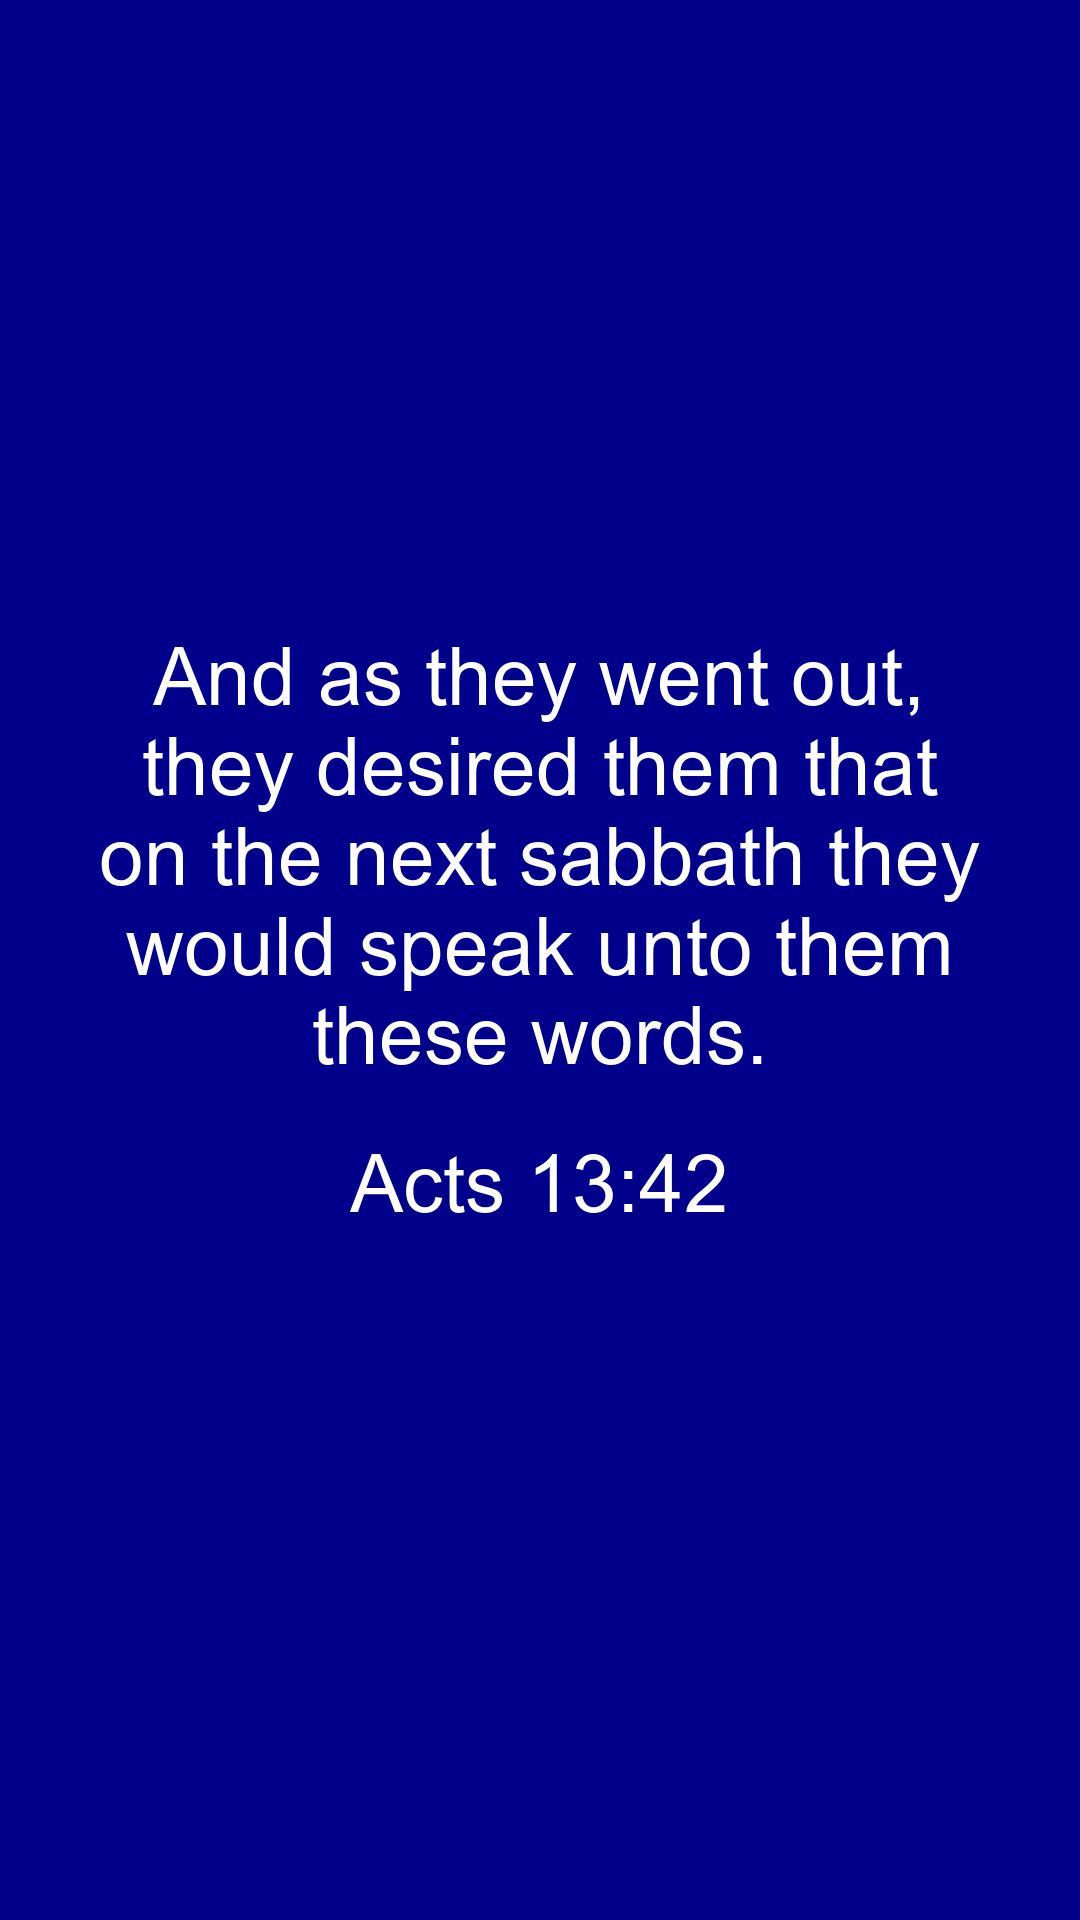 And as they went out,
they desired them that
on the next sabbath they
would speak unto them
these words.
Acts 13:42